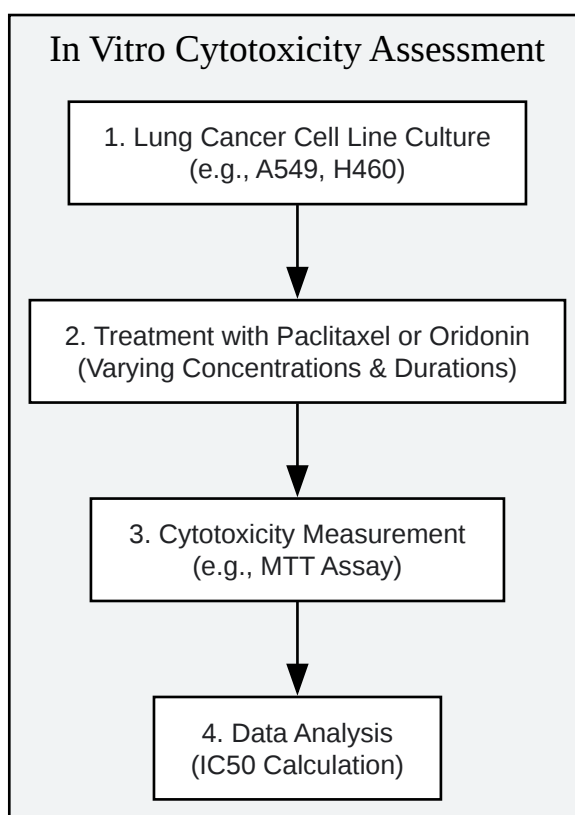 In Vitro Cytotoxicity Assessment
1. Lung Cancer Cell Line Culture
(e.g., A549, H460)
2. Treatment with Paclitaxel or Oridonin
(Varying Concentrations & Durations)
3. Cytotoxicity Measurement
(e.g., MTT Assay)
4. Data Analysis
(IC50 Calculation)